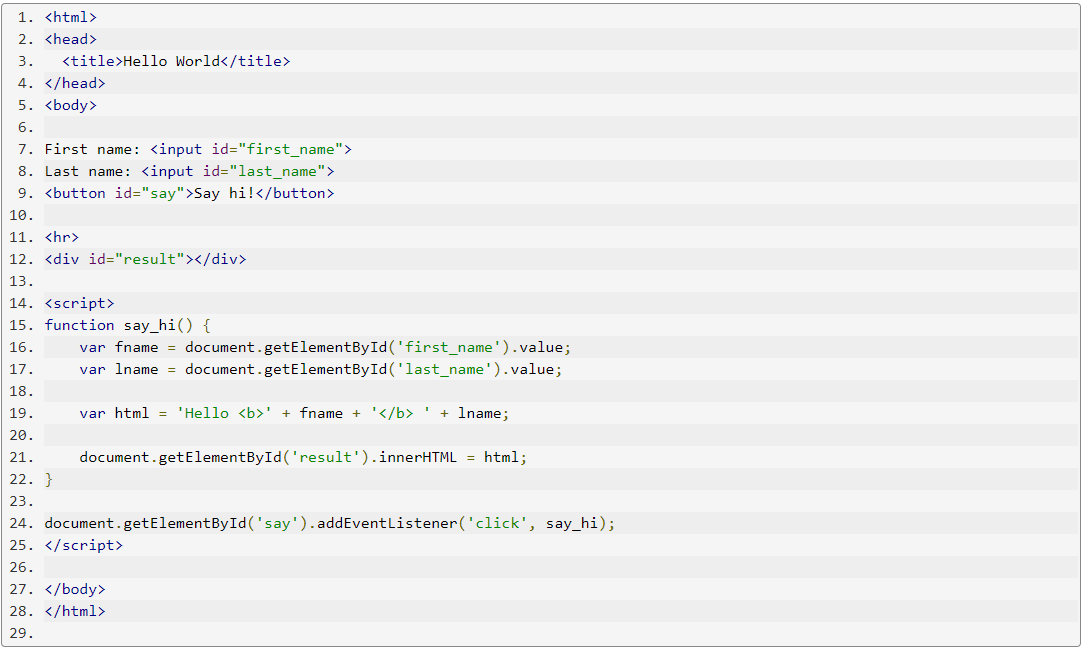 1. <html>
2. <head>
3.   <title>Hello World</title>
4. </head>
5. <body>
6.
7. First name: <input id="first_name">
8. Last name: <input id="last_name">
9. <button id="say">Say hi!</button>
10.
11. <hr>
12. <div id="result"></div>
13.
14. <script>
15. function say_hi() {
16.     var fname = document.getElementById('first_name').value;
17.     var lname = document.getElementById('last_name').value;
18.
19.     var html = 'Hello <b>' + fname + '</b> ' + lname;
20.
21.     document.getElementById('result').innerHTML = html;
22. }
23.
24. document.getElementById('say').addEventListener('click', say_hi);
25. </script>
26.
27. </body>
28. </html>
29.